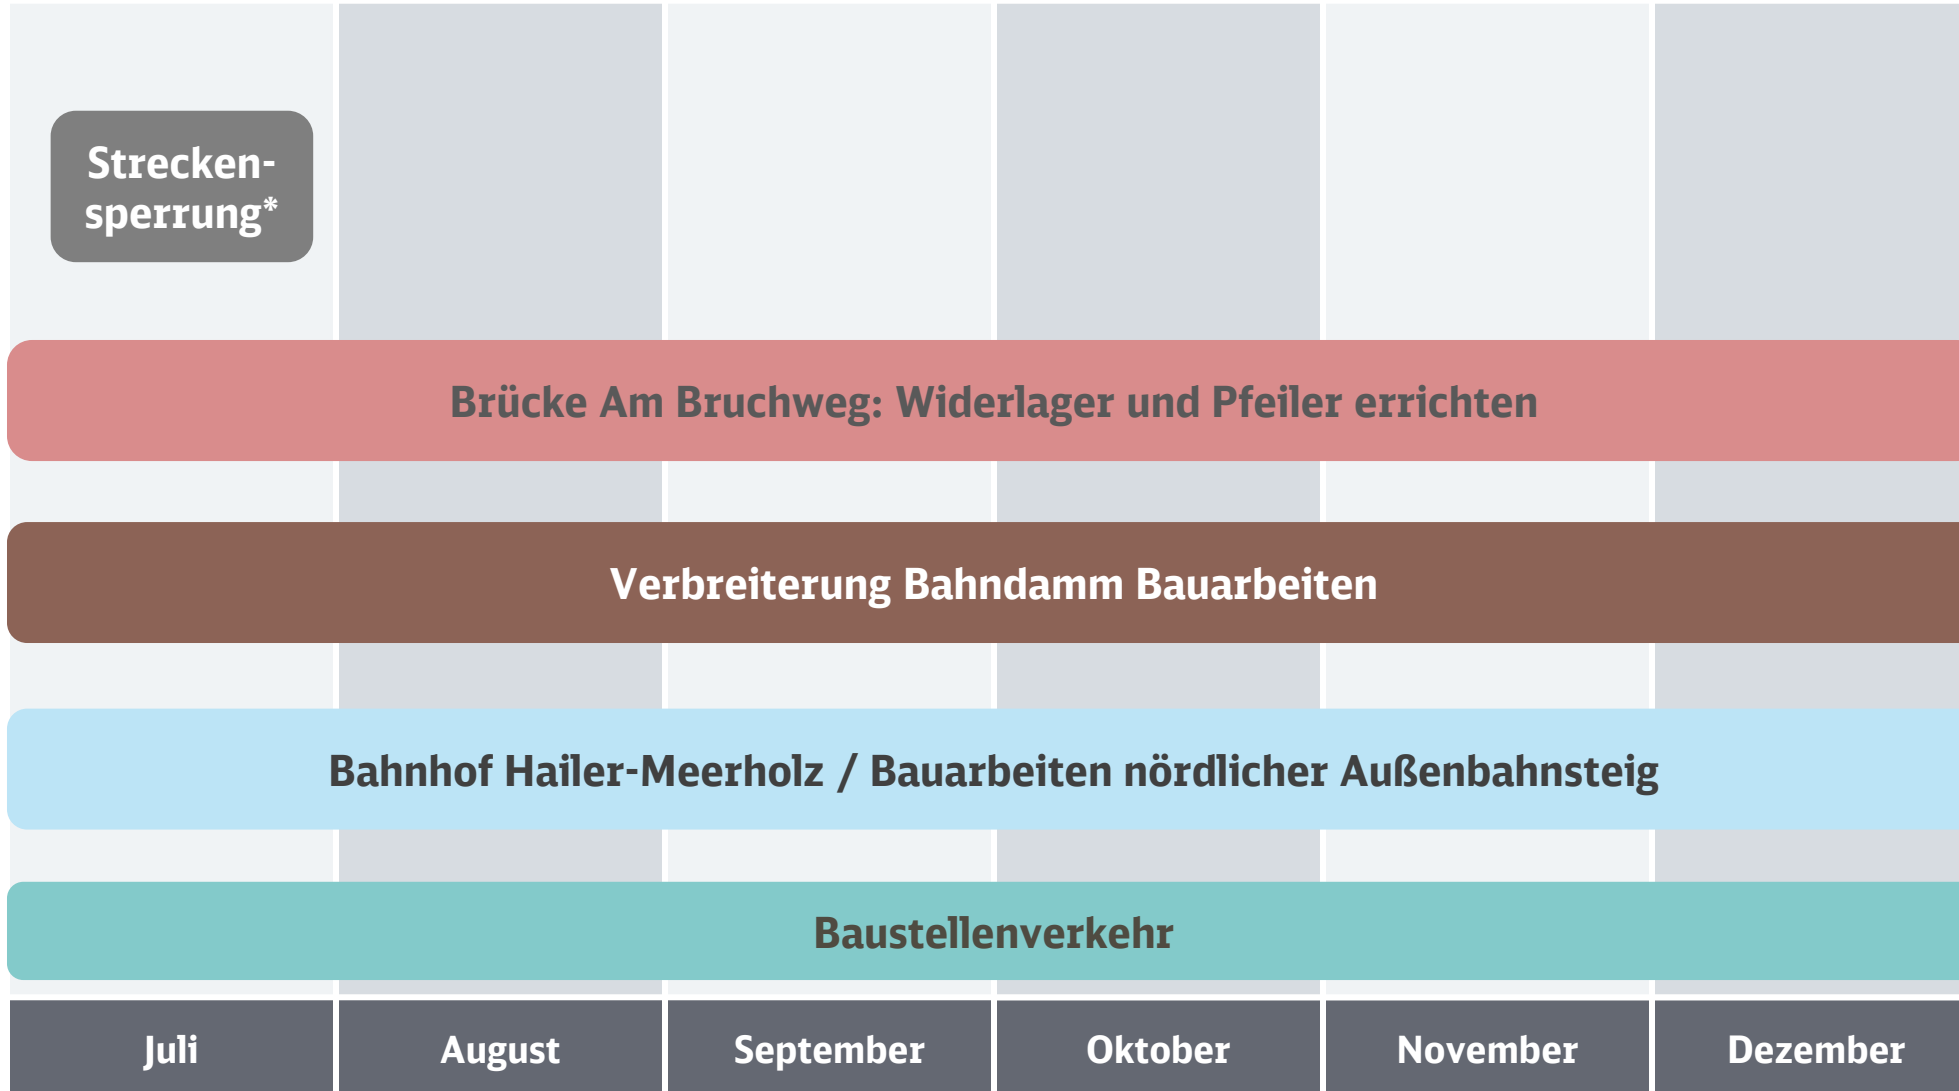 Strecken-
sperrung*
Brücke Am Bruchweg: Widerlager und Pfeiler errichten
Verbreiterung Bahndamm Bauarbeiten
Bahnhof Hailer-Meerholz / Bauarbeiten nördlicher Außenbahnsteig
Baustellenverkehr
Juli August September Oktober November Dezember